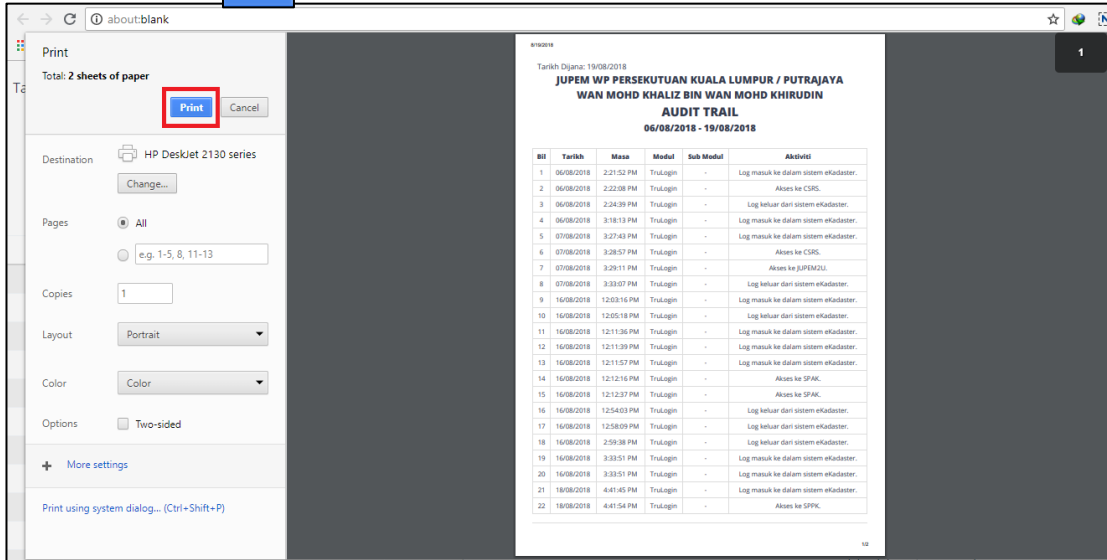 about:blank
Print
Total: 2 sheets of paper
Print Cancel
Destination HP DeskJet 2130 series
Change...
Pages All
e.g. 1-5, 8, 11-13
Copies 1
Layout Portrait
Color Color
Options Two-sided
+ More settings
Print using system dialog... (Ctrl+Shift+P)
1
8/19/2018
Tarikh Dijana: 19/08/2018
JUPEM WP PERSEKUTUAN KUALA LUMPUR / PUTRAJAYA
WAN MOHD KHALIZ BIN WAN MOHD KHIRUDIN
AUDIT TRAIL
06/08/2018 - 19/08/2018
Bil Tarikh Masa Modul Sub Modul Aktiviti
1 06/08/2018 2:21:52 PM TruLogin - Log masuk ke dalam sistem eKadaster.
2 06/08/2018 2:22:08 PM TruLogin - Akses ke CSRS.
3 06/08/2018 2:24:39 PM TruLogin - Log keluar dari sistem eKadaster.
4 06/08/2018 3:18:13 PM TruLogin - Log masuk ke dalam sistem eKadaster.
5 07/08/2018 3:27:43 PM TruLogin - Log masuk ke dalam sistem eKadaster.
6 07/08/2018 3:28:57 PM TruLogin - Akses ke CSRS.
7 07/08/2018 3:29:11 PM TruLogin - Akses ke JUPEM2U.
8 07/08/2018 3:33:07 PM TruLogin - Log keluar dari sistem eKadaster.
9 16/08/2018 12:03:16 PM TruLogin - Log masuk ke dalam sistem eKadaster.
10 16/08/2018 12:05:18 PM TruLogin - Log keluar dari sistem eKadaster.
11 16/08/2018 12:11:36 PM TruLogin - Log masuk ke dalam sistem eKadaster.
12 16/08/2018 12:11:39 PM TruLogin - Log masuk ke dalam sistem eKadaster.
13 16/08/2018 12:11:57 PM TruLogin - Log masuk ke dalam sistem eKadaster.
14 16/08/2018 12:12:16 PM TruLogin - Akses ke SPAK.
15 16/08/2018 12:12:37 PM TruLogin - Akses ke SPAK.
16 16/08/2018 12:54:03 PM TruLogin - Log keluar dari sistem eKadaster.
17 16/08/2018 12:58:09 PM TruLogin - Log keluar dari sistem eKadaster.
18 16/08/2018 2:59:38 PM TruLogin - Log keluar dari sistem eKadaster.
19 16/08/2018 3:33:51 PM TruLogin - Log masuk ke dalam sistem eKadaster.
20 16/08/2018 3:33:51 PM TruLogin - Log masuk ke dalam sistem eKadaster.
21 18/08/2018 4:41:45 PM TruLogin - Log masuk ke dalam sistem eKadaster.
22 18/08/2018 4:41:54 PM TruLogin - Akses ke SPPK.
1/2